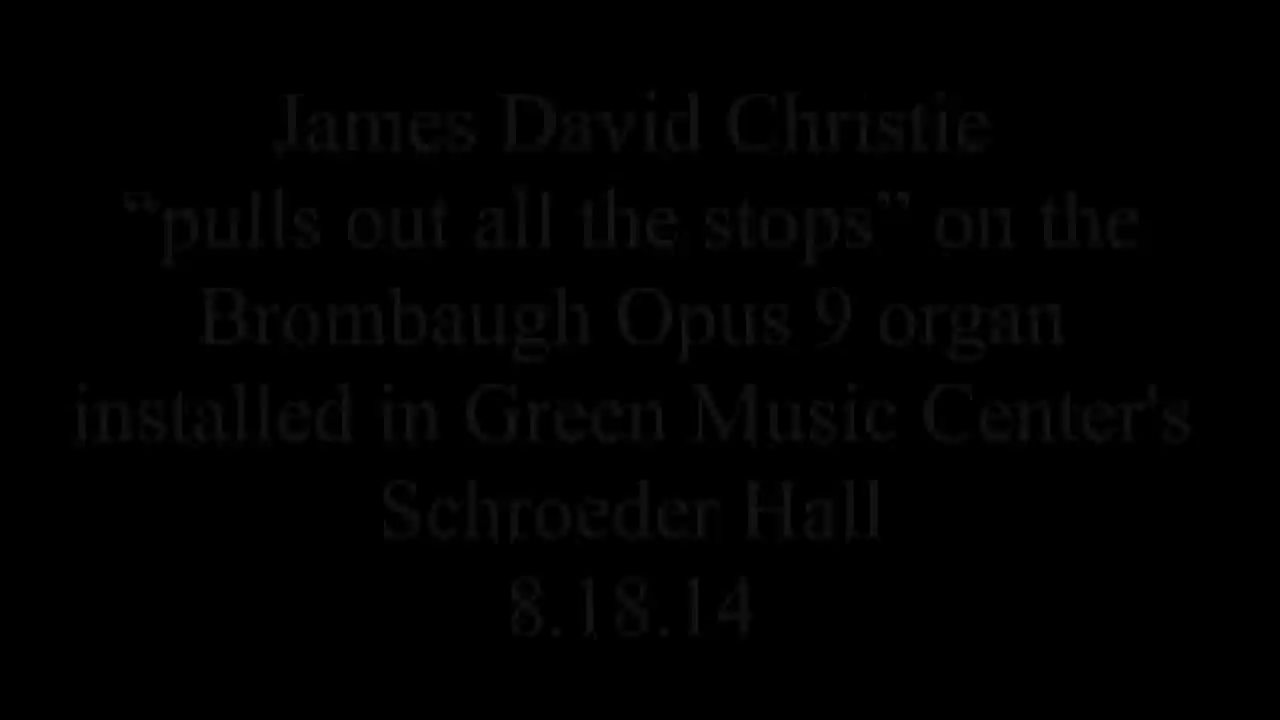 James David Christie
“pulls out all the stops” on the
Brombaugh Opus 9 organ
installed in Green Music Center's
Schroeder Hall
8.18.14